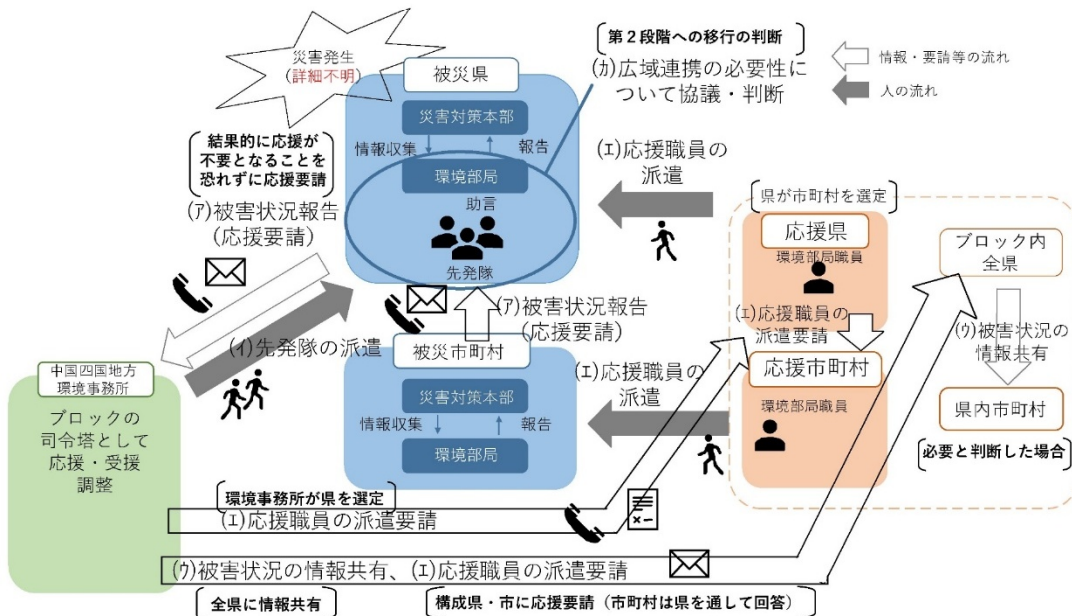 災害発生
(詳細不明)
被災県
災害対策本部
情報収集
報告
環境部局
助言
先発隊
第２段階への移行の判断
(ｶ)広域連携の必要性に
ついて協議・判断
情報・要請等の流れ
人の流れ
結果的に応援が
不要となることを
恐れずに応援要請
(ｱ)被害状況報告
(応援要請)
(ｲ)先発隊の派遣
(ｴ)応援職員の
派遣
県が市町村を選定
応援県
環境部局職員
ブロック内
全県
(ｱ)被害状況報告
(応援要請)
(ｴ)応援職員の
派遣要請
(ｳ)被害状況の
情報共有
中国四国地方
環境事務所
ブロックの
司令塔として
応援・受援
調整
被災市町村
災害対策本部
情報収集
報告
環境部局
(ｴ)応援職員の
派遣
応援市町村
環境部局職員
県内市町村
必要と判断した場合
環境事務所が県を選定
(ｴ)応援職員の派遣要請
(ｳ)被害状況の情報共有、(ｴ)応援職員の派遣要請
全県に情報共有
構成県・市に応援要請（市町村は県を通して回答）